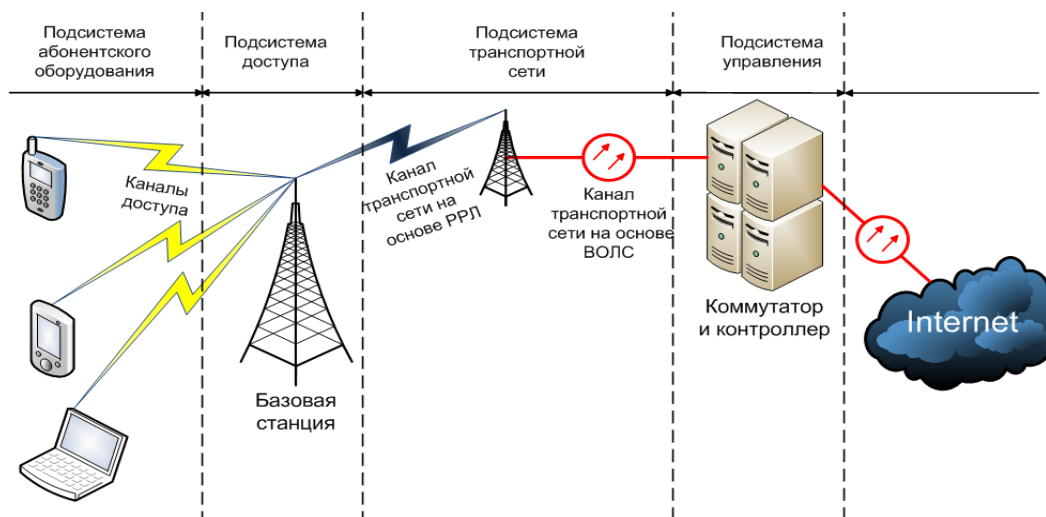 Подсистема
абонентского
оборудования
Подсистема
доступа
Подсистема
транспортной
сети
Подсистема
управления
Каналы
доступа
Канал
транспортной
сети на
основе РРЛ
Канал
транспортной
сети на основе
ВОЛС
Базовая
станция
Коммутатор
и контроллер
Internet